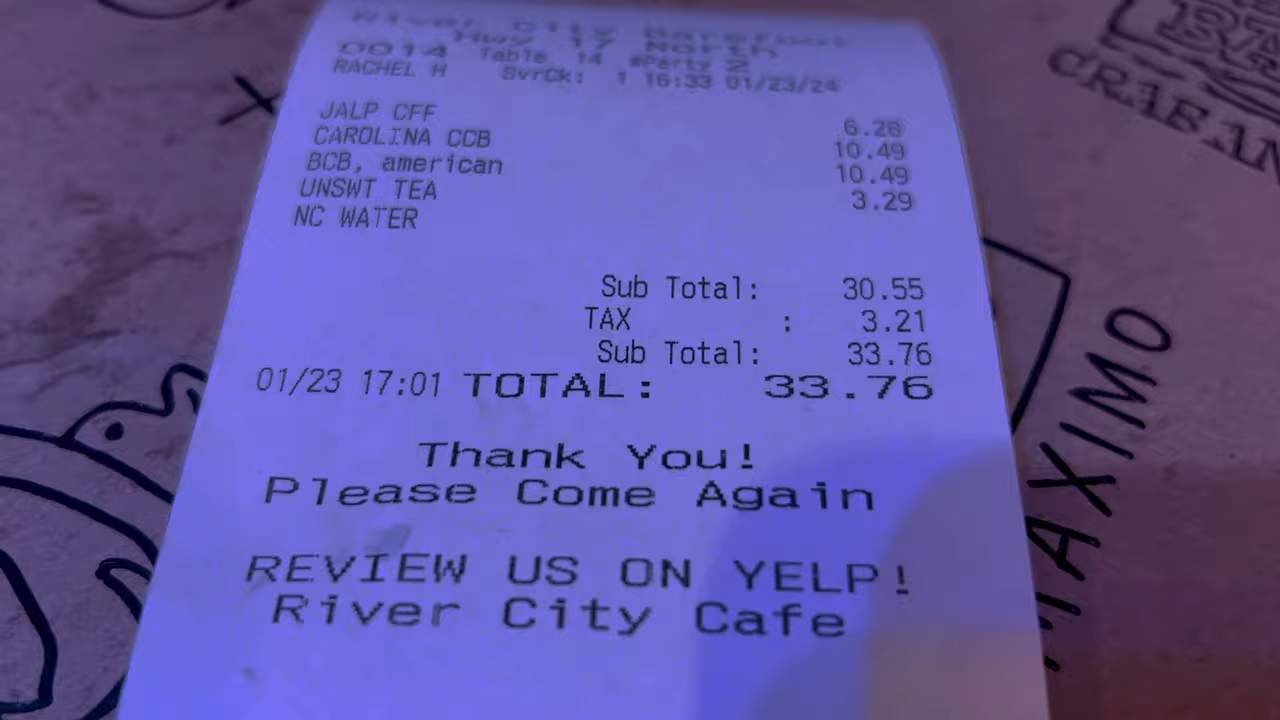 River City Barefoot
Hwy 17 North
0014 Table 14 #Party 2
RACHEL H SvrCk: 1 16:33 01/23/24
JALP CFF 6.28
CAROLINA CCB 10.49
BCB, american 10.49
UNSWT TEA 3.29
NC WATER
Sub Total: 30.55
TAX : 3.21
Sub Total: 33.76
01/23 17:01 TOTAL: 33.76
Thank You!
Please Come Again
REVIEW US ON YELP!
River City Cafe
MAXIMO